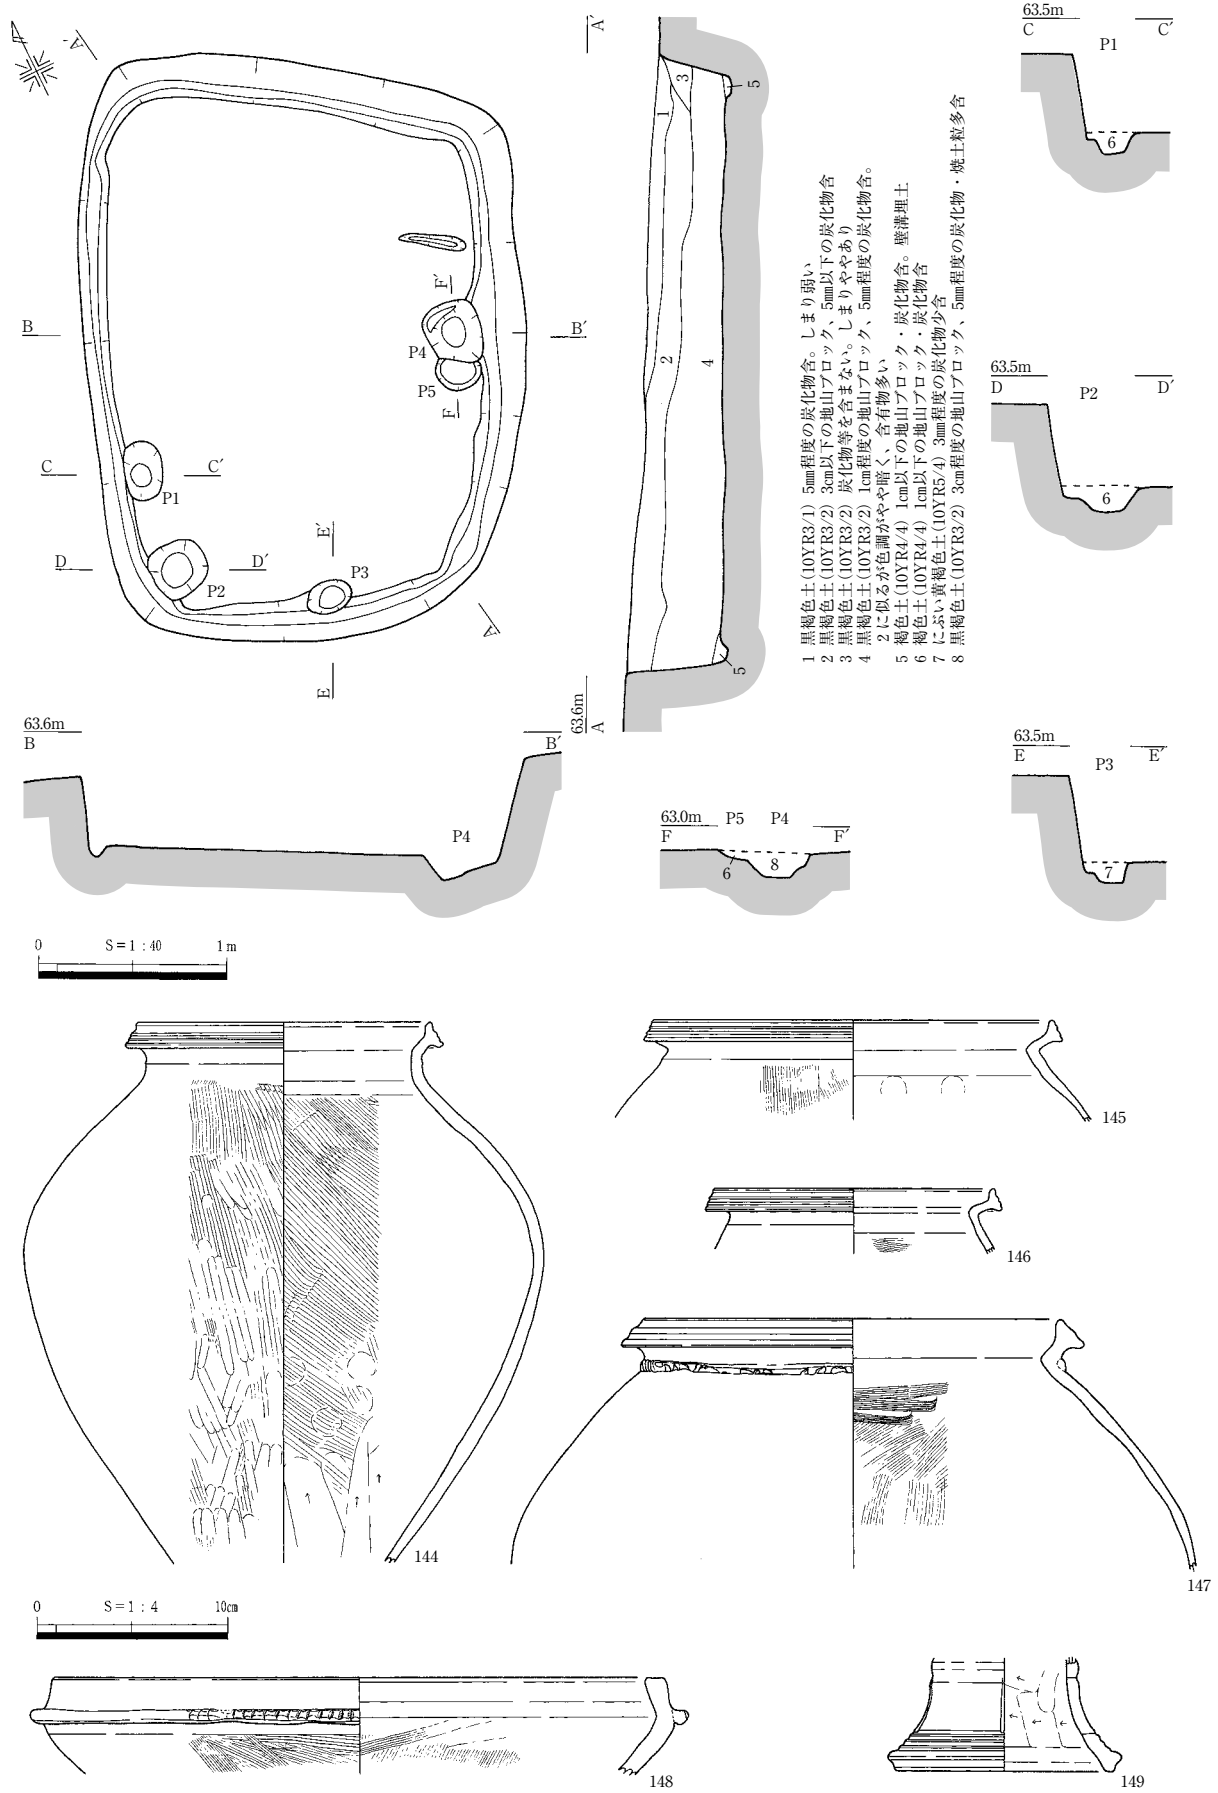 A′
A′
63.5m
C
C′
P1
6
3
5
1
B
B′
F′
P4
P5
F
C
C′
P1
E′
D
D′
P2
P3
A
E
2
4
5
63.6m
A
1 黒褐色土(10YR3/1) 5㎜程度の炭化物含。しまり弱い
2 黒褐色土(10YR3/2) 3㎝以下の地山ブロック、5㎜以下の炭化物含
3 黒褐色土(10YR3/2) 炭化物等を含まない。しまりややあり
4 黒褐色土(10YR3/2) 1㎝程度の地山ブロック、5㎜程度の炭化物含。
2に似るが色調がやや暗く、含有物多い
5 褐色土(10YR4/4) 1㎝以下の地山ブロック・炭化物含。壁溝埋土
6 褐色土(10YR4/4) 1㎝以下の地山ブロック・炭化物含
7 にぶい黄褐色土(10YR5/4) 3㎜程度の炭化物少含
8 黒褐色土(10YR3/2) 3㎝程度の地山ブロック、5㎜程度の炭化物・焼土粒多含
63.5m
D
D′
P2
6
63.6m
B
B′
P4
63.0m
F
F′
P5
P4
6
8
63.5m
E
E′
P3
7
0 S=1:40 1m
144
145
146
147
0 S=1:4 10㎝
148
149